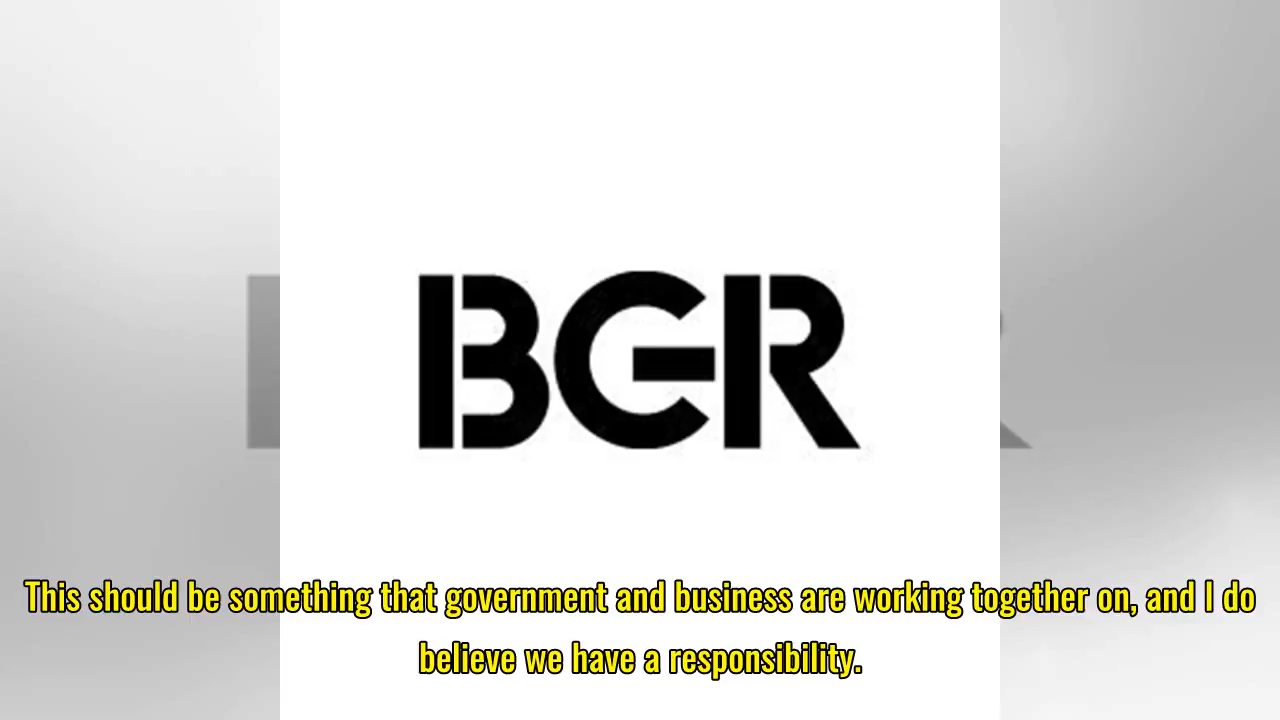 BGR
This should be something that government and business are working together on, and I do
believe we have a responsibility.